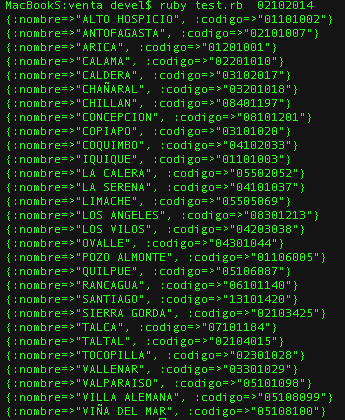 MacBookS:venta devel$ ruby test.rb  02102014
{:nombre=>"ALTO HOSPICIO", :codigo=>"01101002"}
{:nombre=>"ANTOFAGASTA", :codigo=>"02101007"}
{:nombre=>"ARICA", :codigo=>"01201001"}
{:nombre=>"CALAMA", :codigo=>"02201010"}
{:nombre=>"CALDERA", :codigo=>"03102017"}
{:nombre=>"CHAÑARAL", :codigo=>"03201018"}
{:nombre=>"CHILLAN", :codigo=>"08401197"}
{:nombre=>"CONCEPCION", :codigo=>"08101201"}
{:nombre=>"COPIAPO", :codigo=>"03101020"}
{:nombre=>"COQUIMBO", :codigo=>"04102033"}
{:nombre=>"IQUIQUE", :codigo=>"01101003"}
{:nombre=>"LA CALERA", :codigo=>"05502052"}
{:nombre=>"LA SERENA", :codigo=>"04101037"}
{:nombre=>"LIMACHE", :codigo=>"05505069"}
{:nombre=>"LOS ANGELES", :codigo=>"08301213"}
{:nombre=>"LOS VILOS", :codigo=>"04203038"}
{:nombre=>"OVALLE", :codigo=>"04301044"}
{:nombre=>"POZO ALMONTE", :codigo=>"01106005"}
{:nombre=>"QUILPUE", :codigo=>"05106087"}
{:nombre=>"RANCAGUA", :codigo=>"06101140"}
{:nombre=>"SANTIAGO", :codigo=>"13101420"}
{:nombre=>"SIERRA GORDA", :codigo=>"02103425"}
{:nombre=>"TALCA", :codigo=>"07101184"}
{:nombre=>"TALTAL", :codigo=>"02104015"}
{:nombre=>"TOCOPILLA", :codigo=>"02301028"}
{:nombre=>"VALLENAR", :codigo=>"03301029"}
{:nombre=>"VALPARAISO", :codigo=>"05101098"}
{:nombre=>"VILLA ALEMANA", :codigo=>"05108099"}
{:nombre=>"VIÑA DEL MAR", :codigo=>"05108100"}